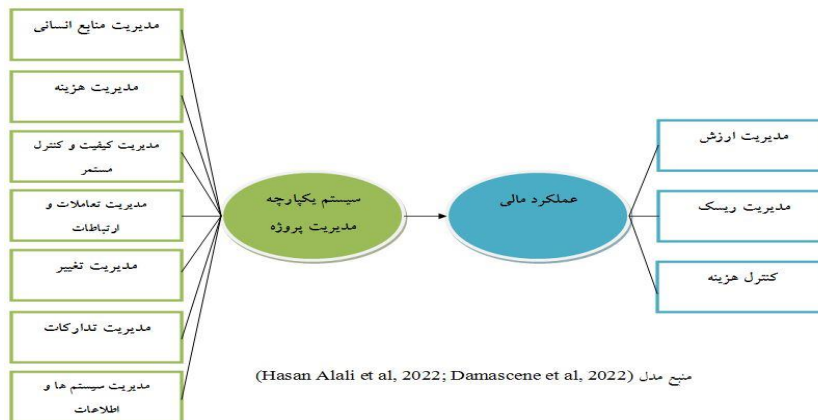 مدیریت منابع انسانی
مدیریت هزینه
مدیریت کیفیت و کنترل
مستمر
مدیریت تعاملات و
ارتباطات
مدیریت تغییر
مدیریت تدارکات
مدیریت سیستم ها و
اطلاعات
سیستم یکپارچه
مدیریت پروژه
عملکرد مالی
مدیریت ارزش
مدیریت ریسک
کنترل هزینه
منبع مدل (Hasan Alali et al, 2022; Damascene et al, 2022)